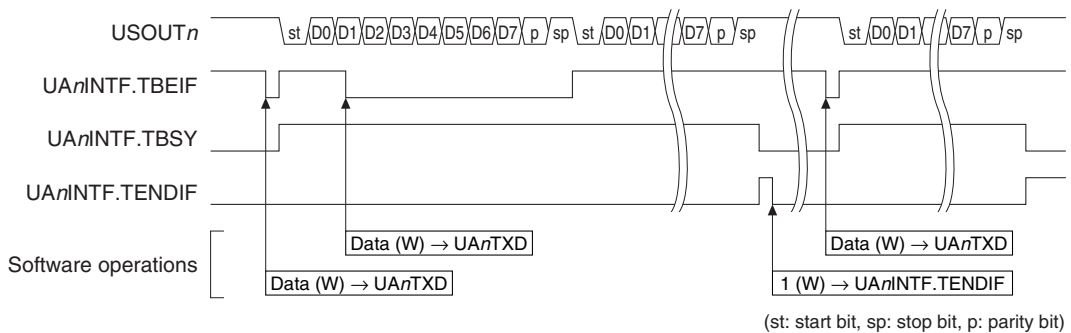 USOUTn
st D0 D1 D2 D3 D4 D5 D6 D7 p sp st D0 D1 D7 p sp st D0 D1 D7 p sp
UAnINTF.TBEIF
UAnINTF.TBSY
UAnINTF.TENDIF
Software operations
Data (W) → UAnTXD
Data (W) → UAnTXD
Data (W) → UAnTXD
1 (W) → UAnINTF.TENDIF
(st: start bit, sp: stop bit, p: parity bit)